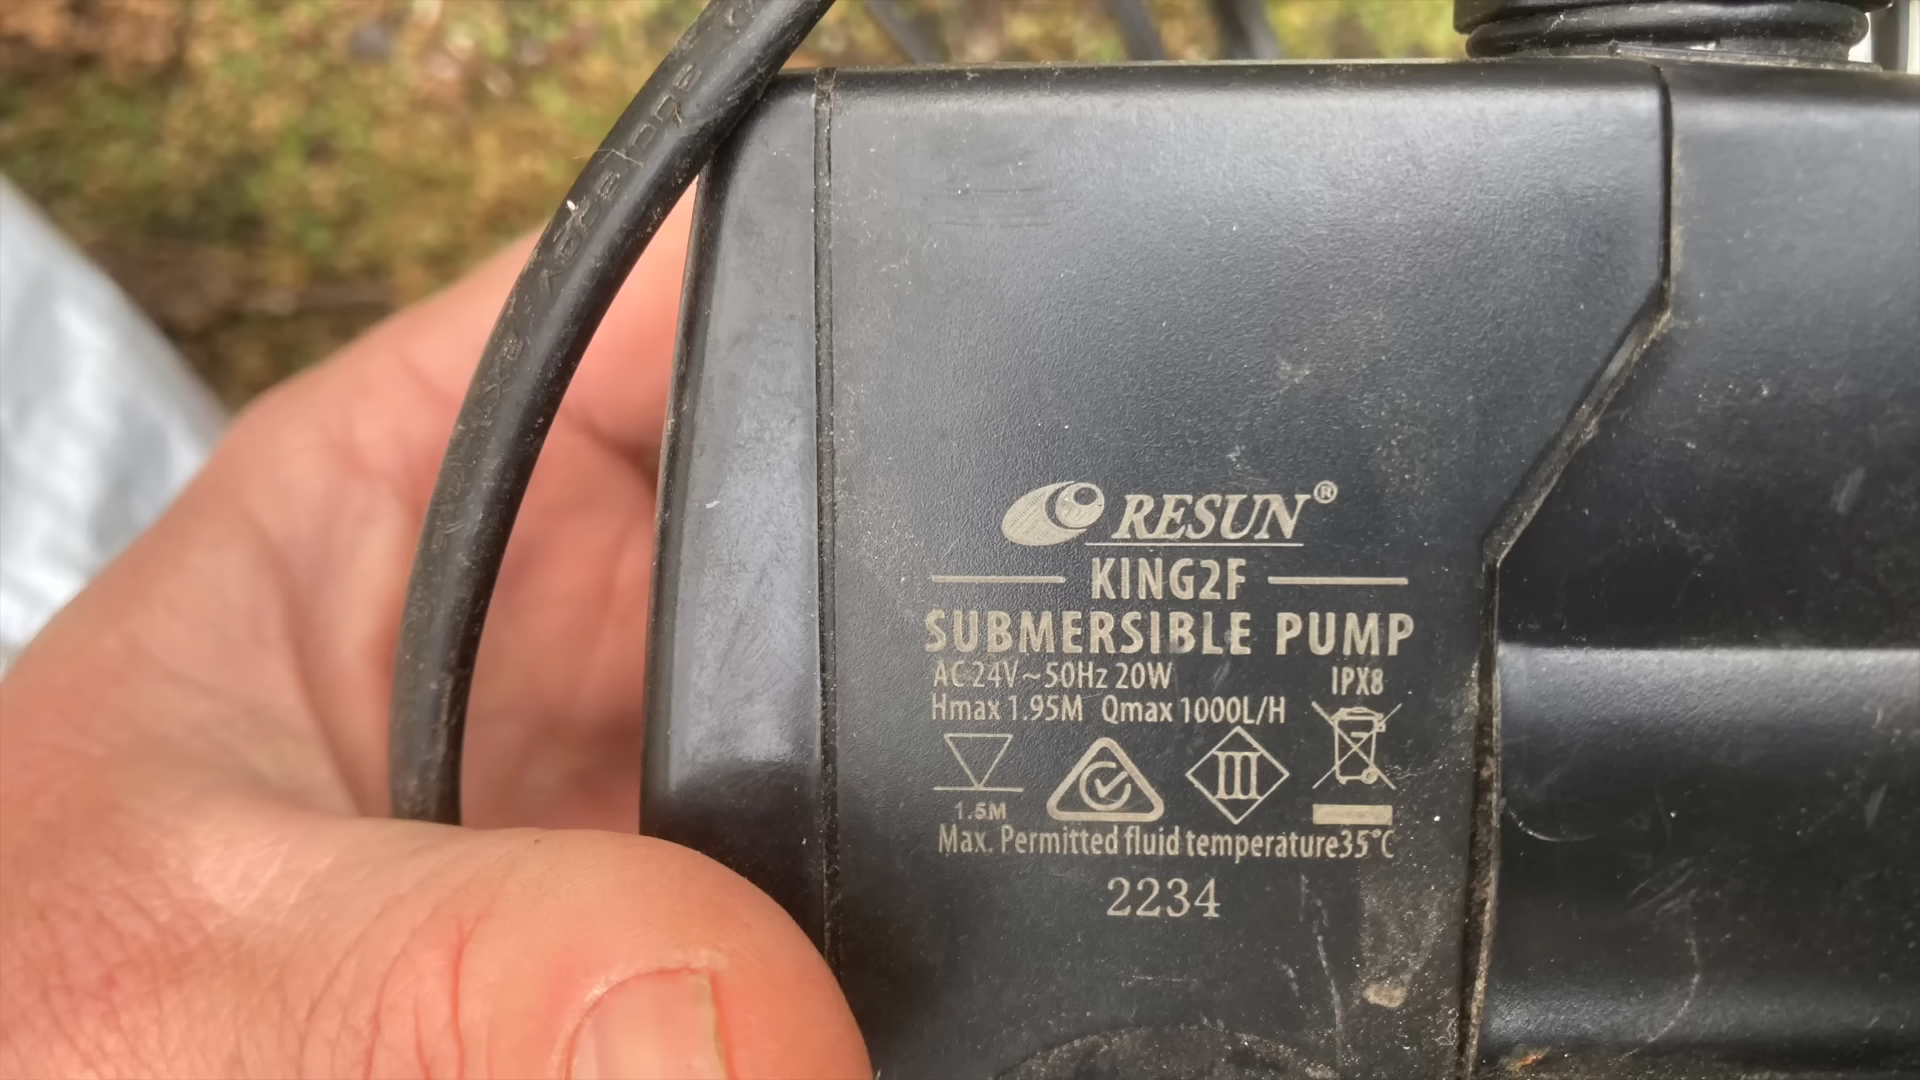 RESUN®
KING2F
SUBMERSIBLE PUMP
AC 24V~50Hz 20W IPX8
Hmax 1.95M Qmax 1000L/H
III
1.5M
Max. Permitted fluid temperature35°C
2234